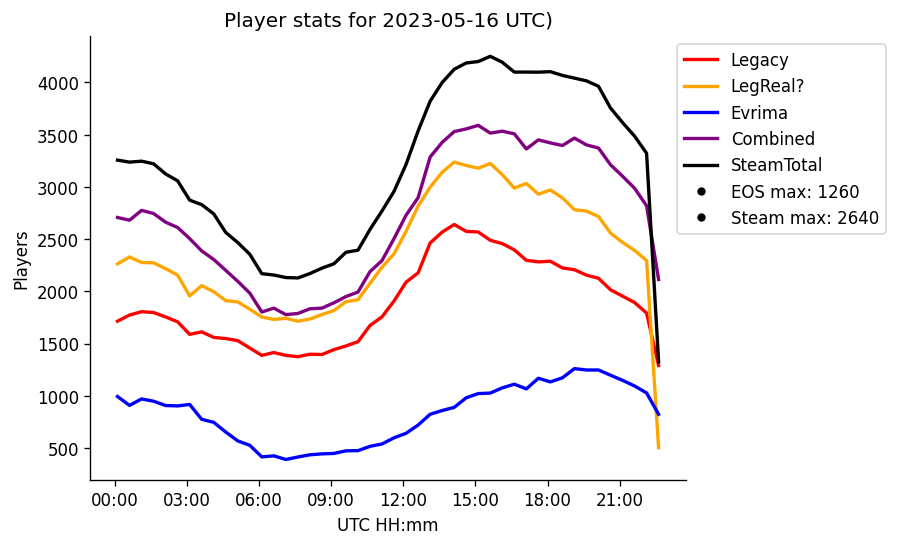 Player stats for 2023-05-16 UTC)
Players
4000
3500
3000
2500
2000
1500
1000
500
00:00 03:00 06:00 09:00 12:00 15:00 18:00 21:00
UTC HH:mm
Legacy
LegReal?
Evrima
Combined
SteamTotal
EOS max: 1260
Steam max: 2640